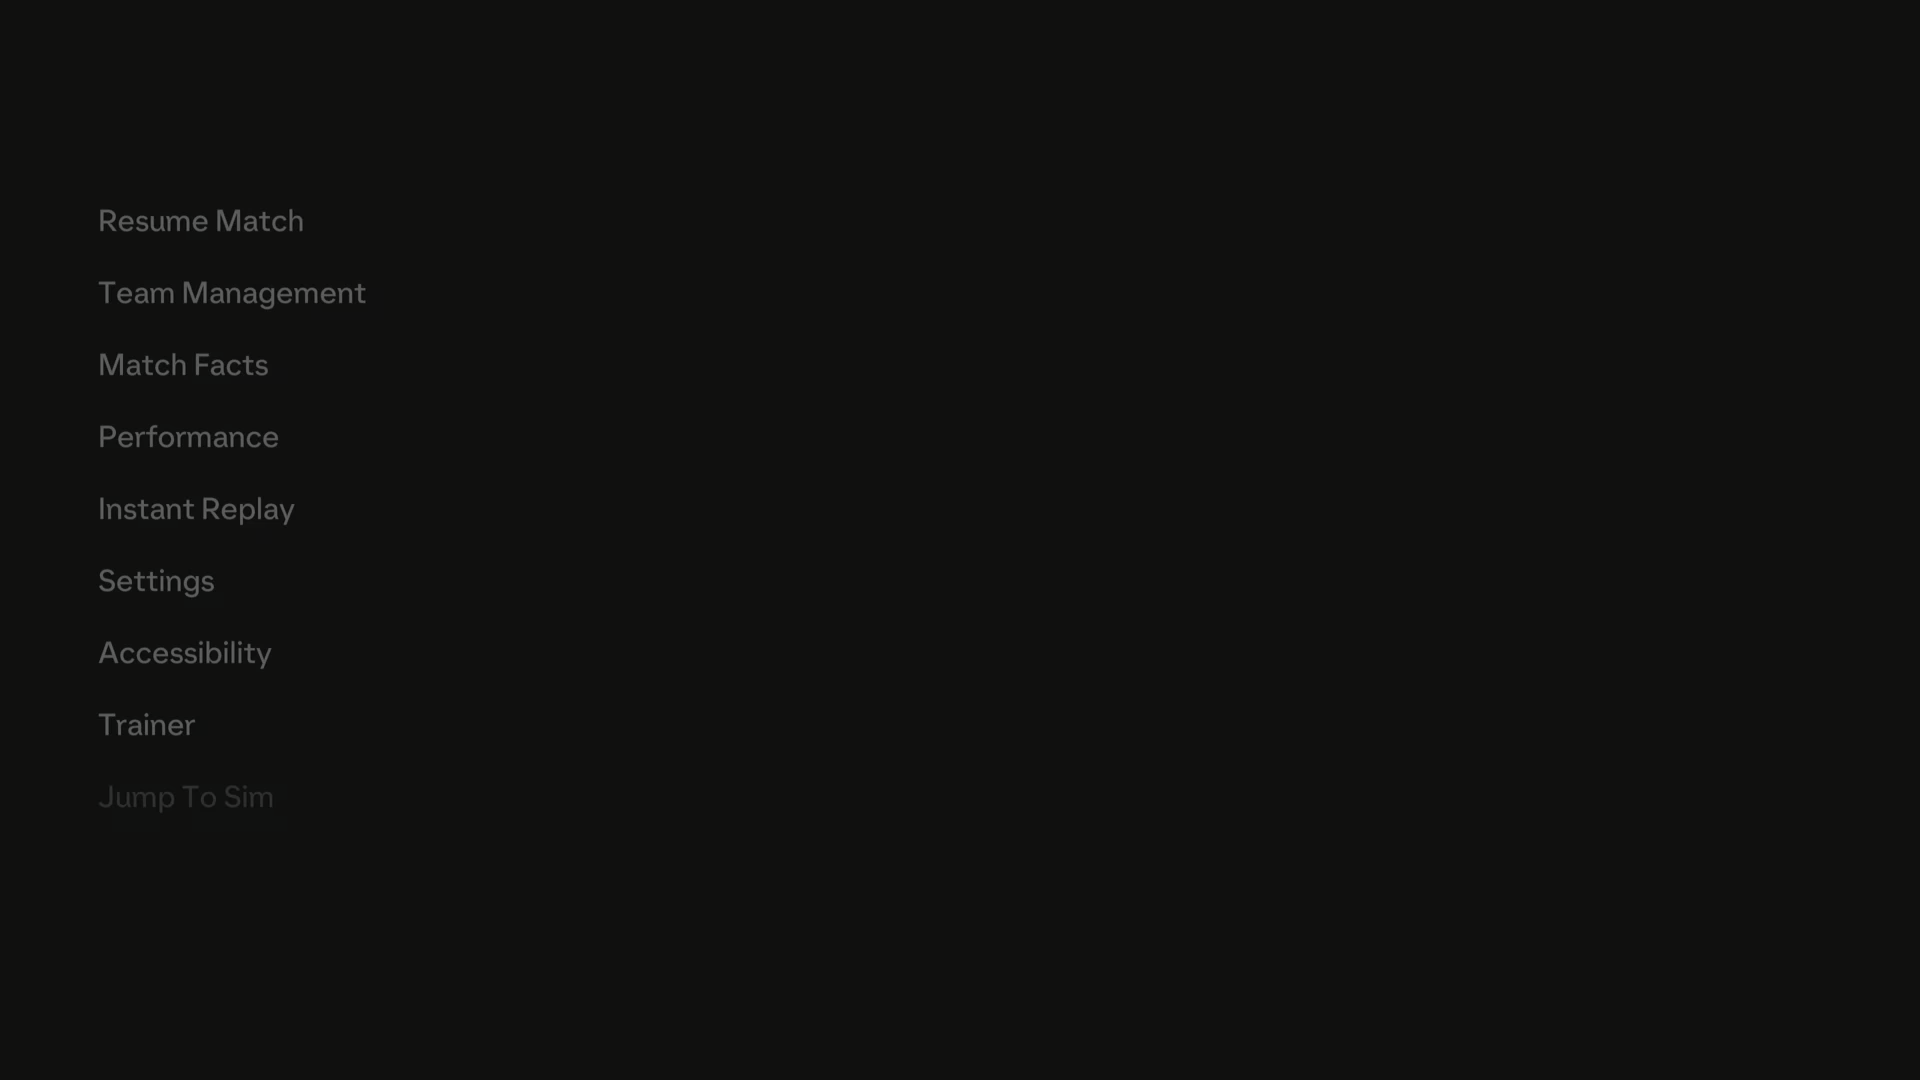 Resume Match
Team Management
Match Facts
Performance
Instant Replay
Settings
Accessibility
Trainer
Jump To Sim